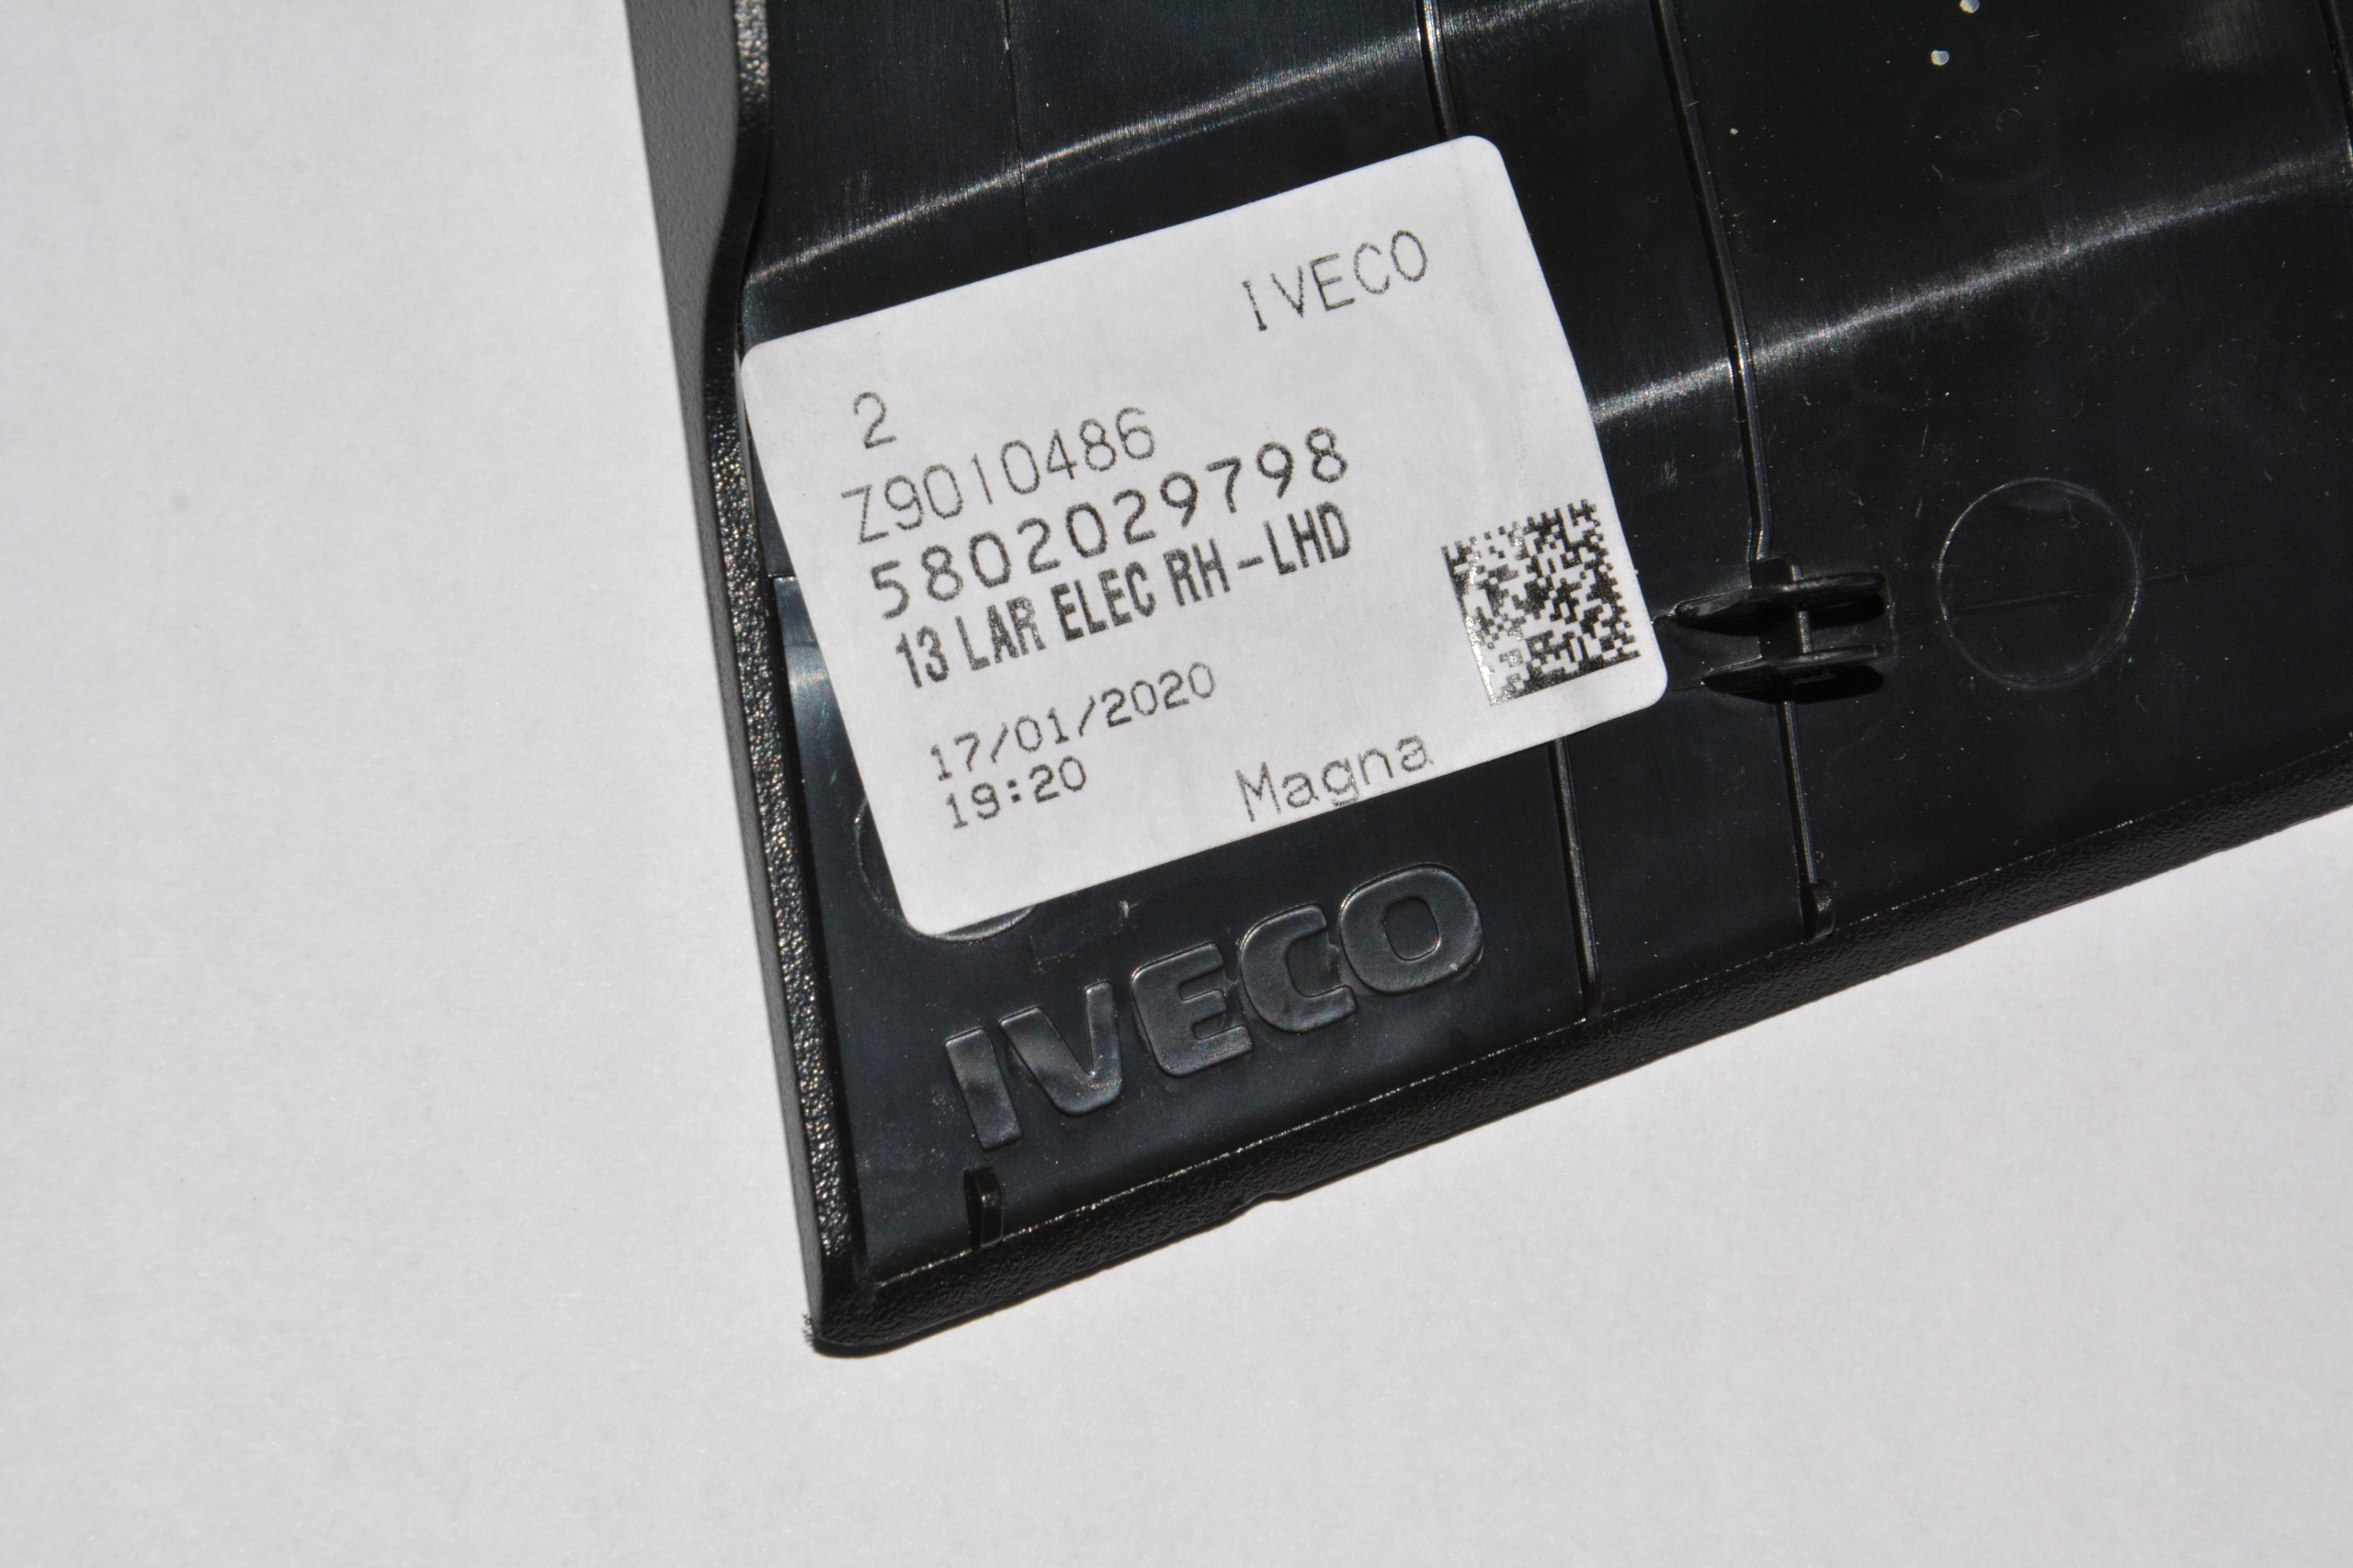 IVECO
2
Z9010486
5802029798
13 LAR ELEC RH-LHD
17/01/2020
19:20
Magna
IVECO